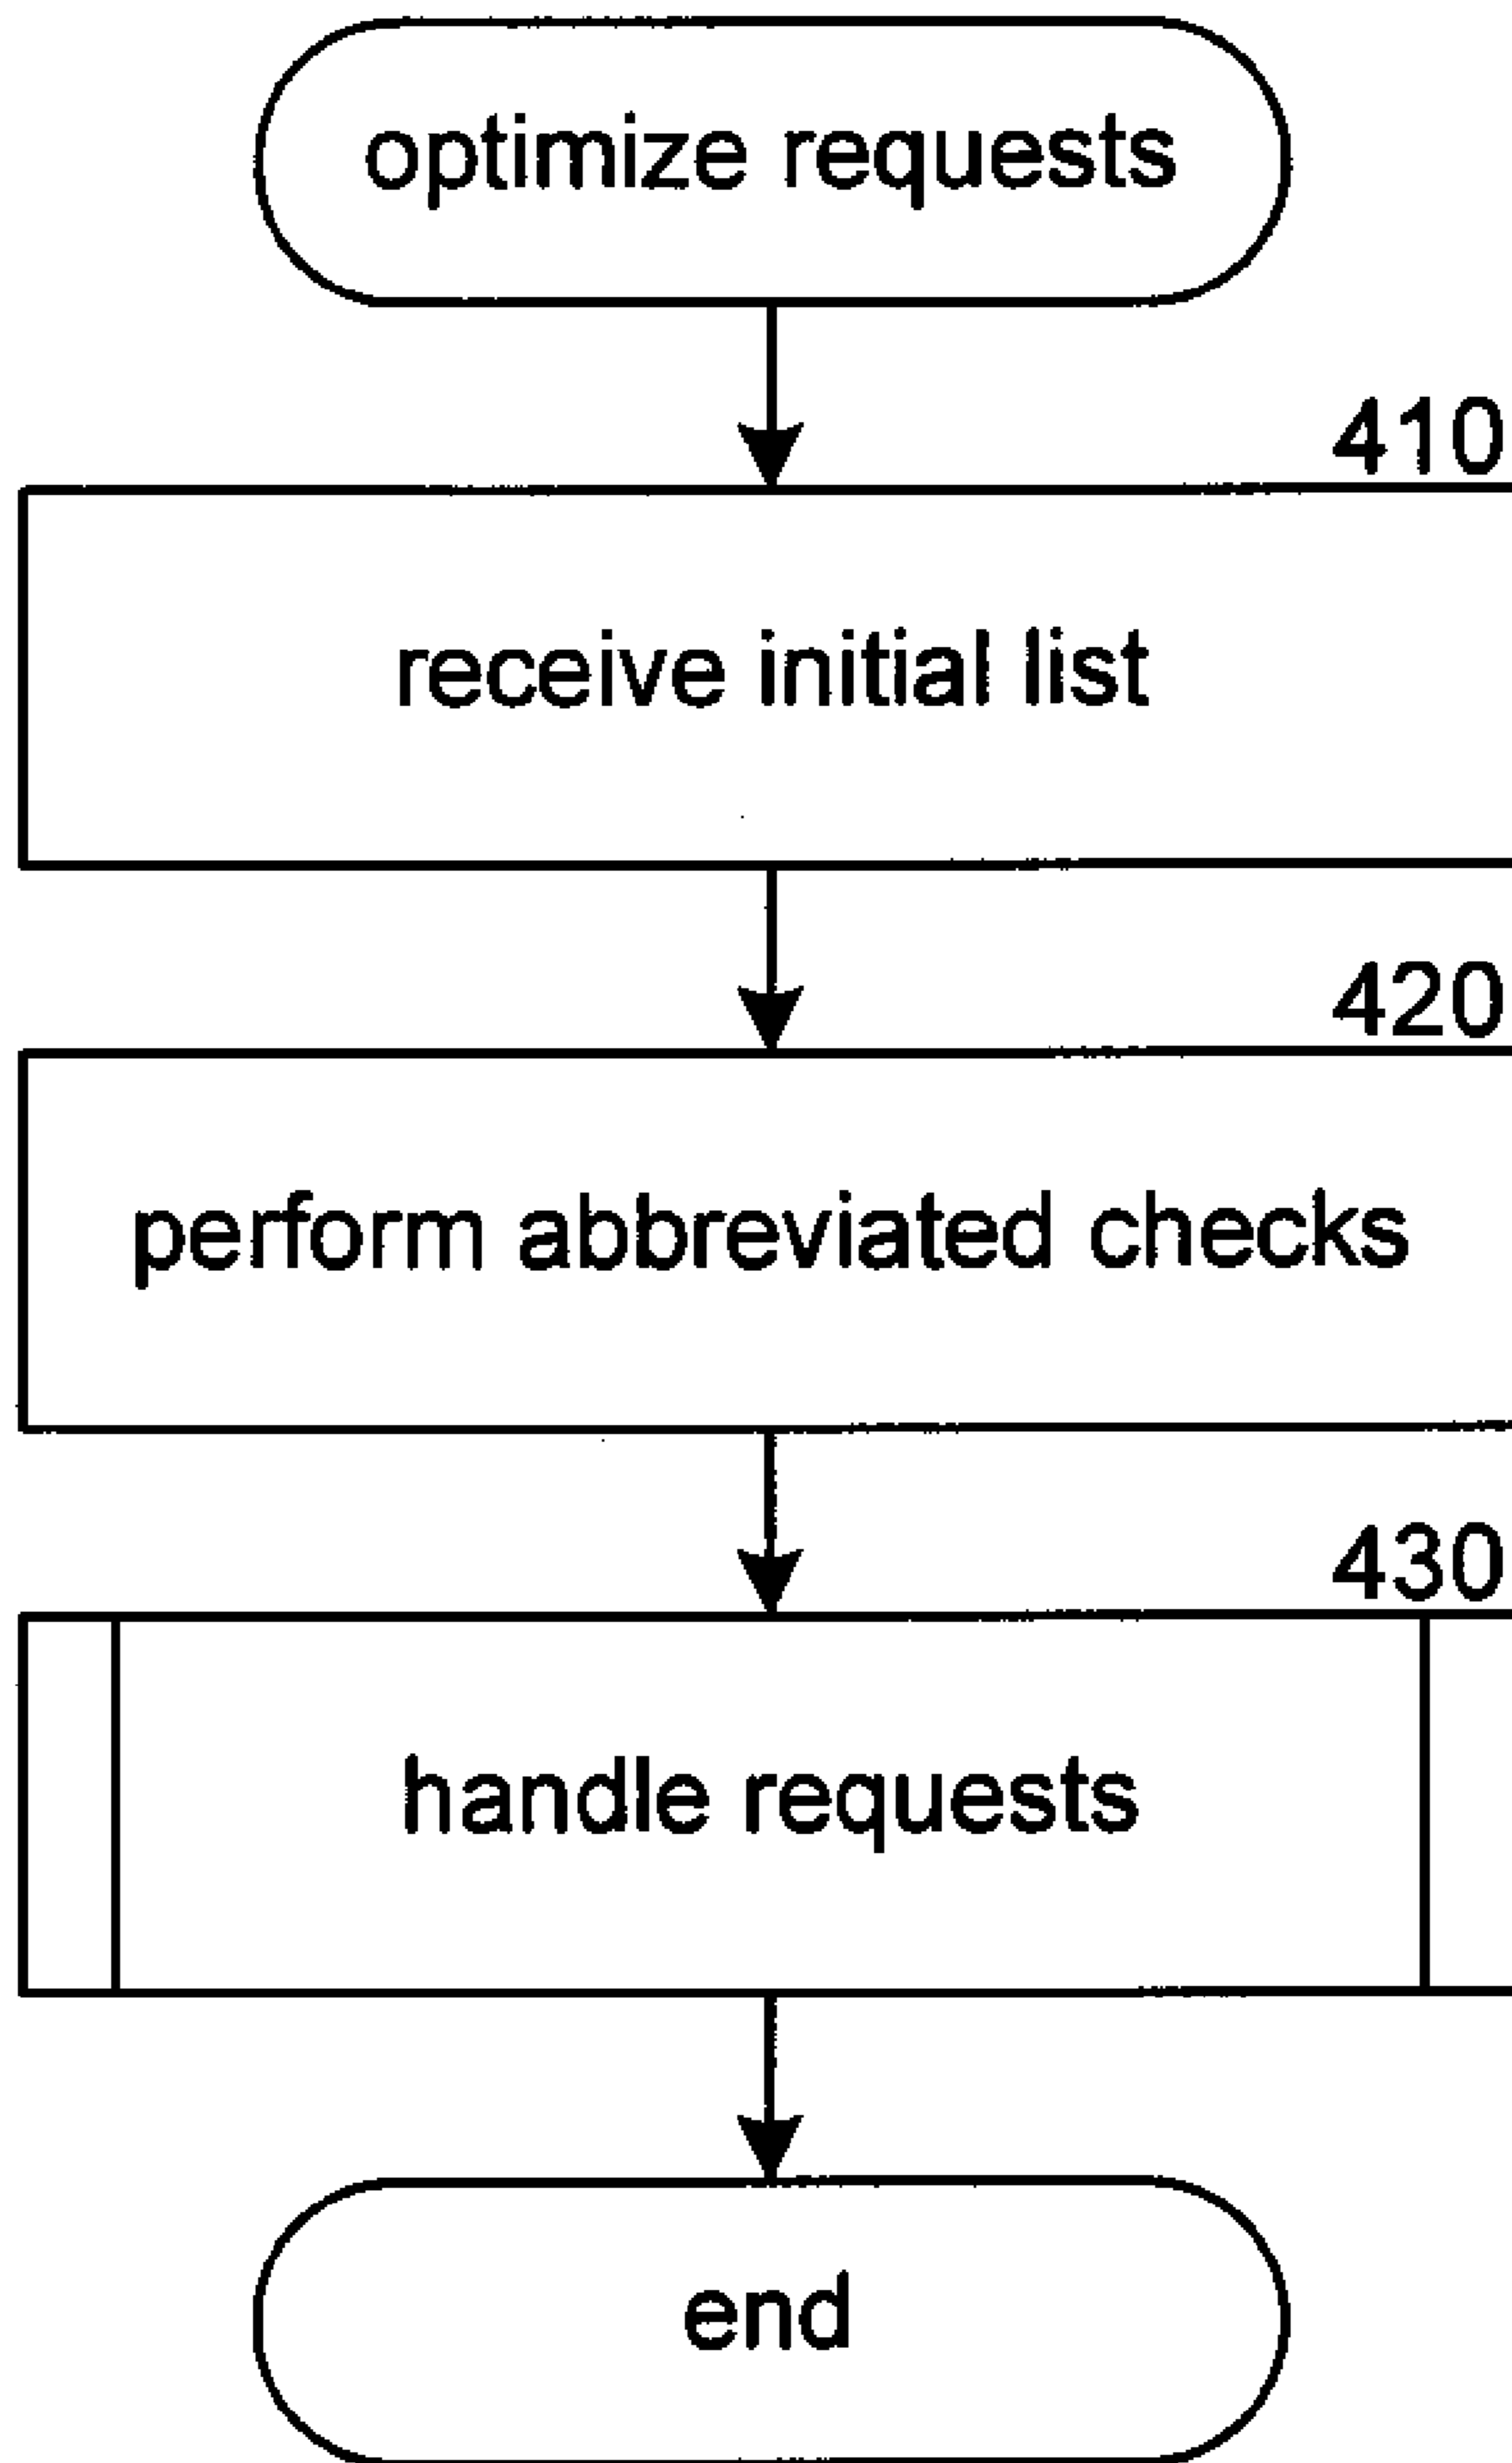 optimize requests
410
receive initial list
420
perform abbreviated checks
430
handle requests
end